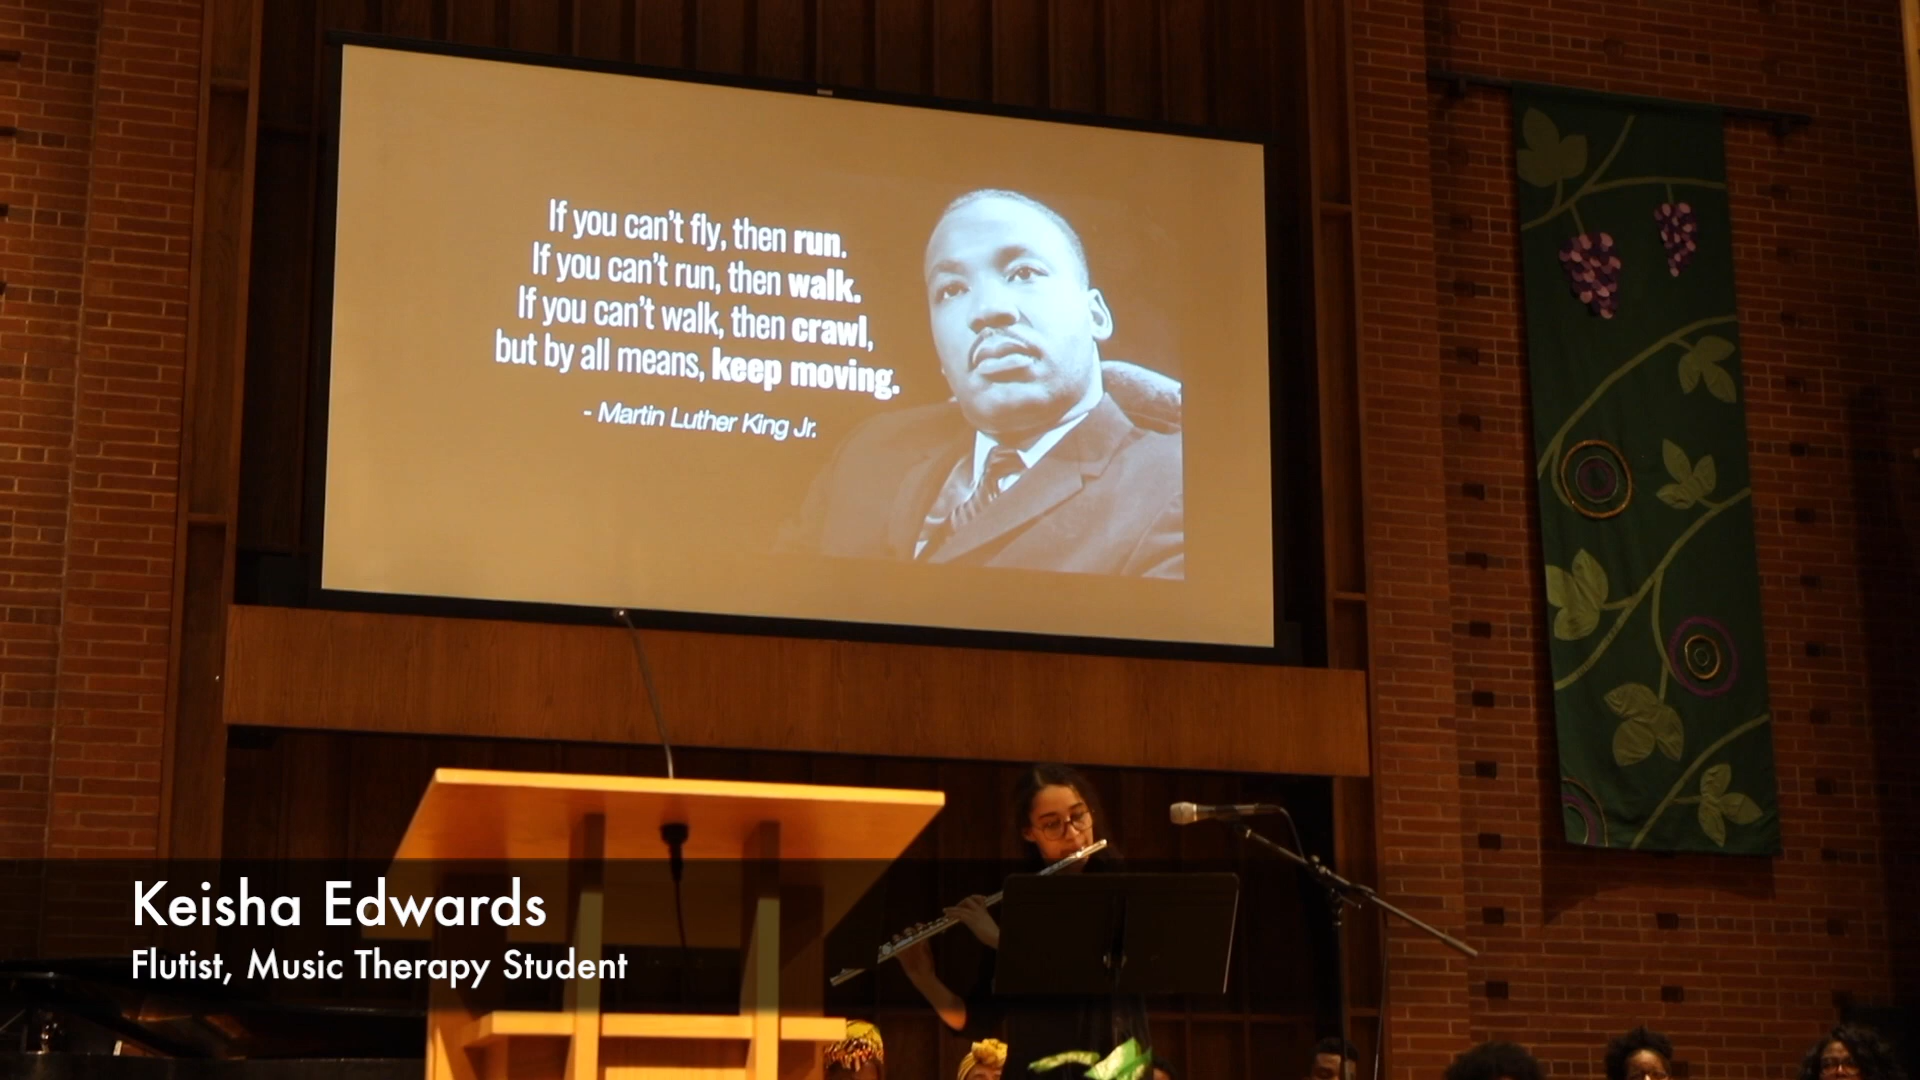 If you can't fly, then run.
If you can't run, then walk.
If you can't walk, then crawl,
but by all means, keep moving.
- Martin Luther King Jr.
Keisha Edwards
Flutist, Music Therapy Student